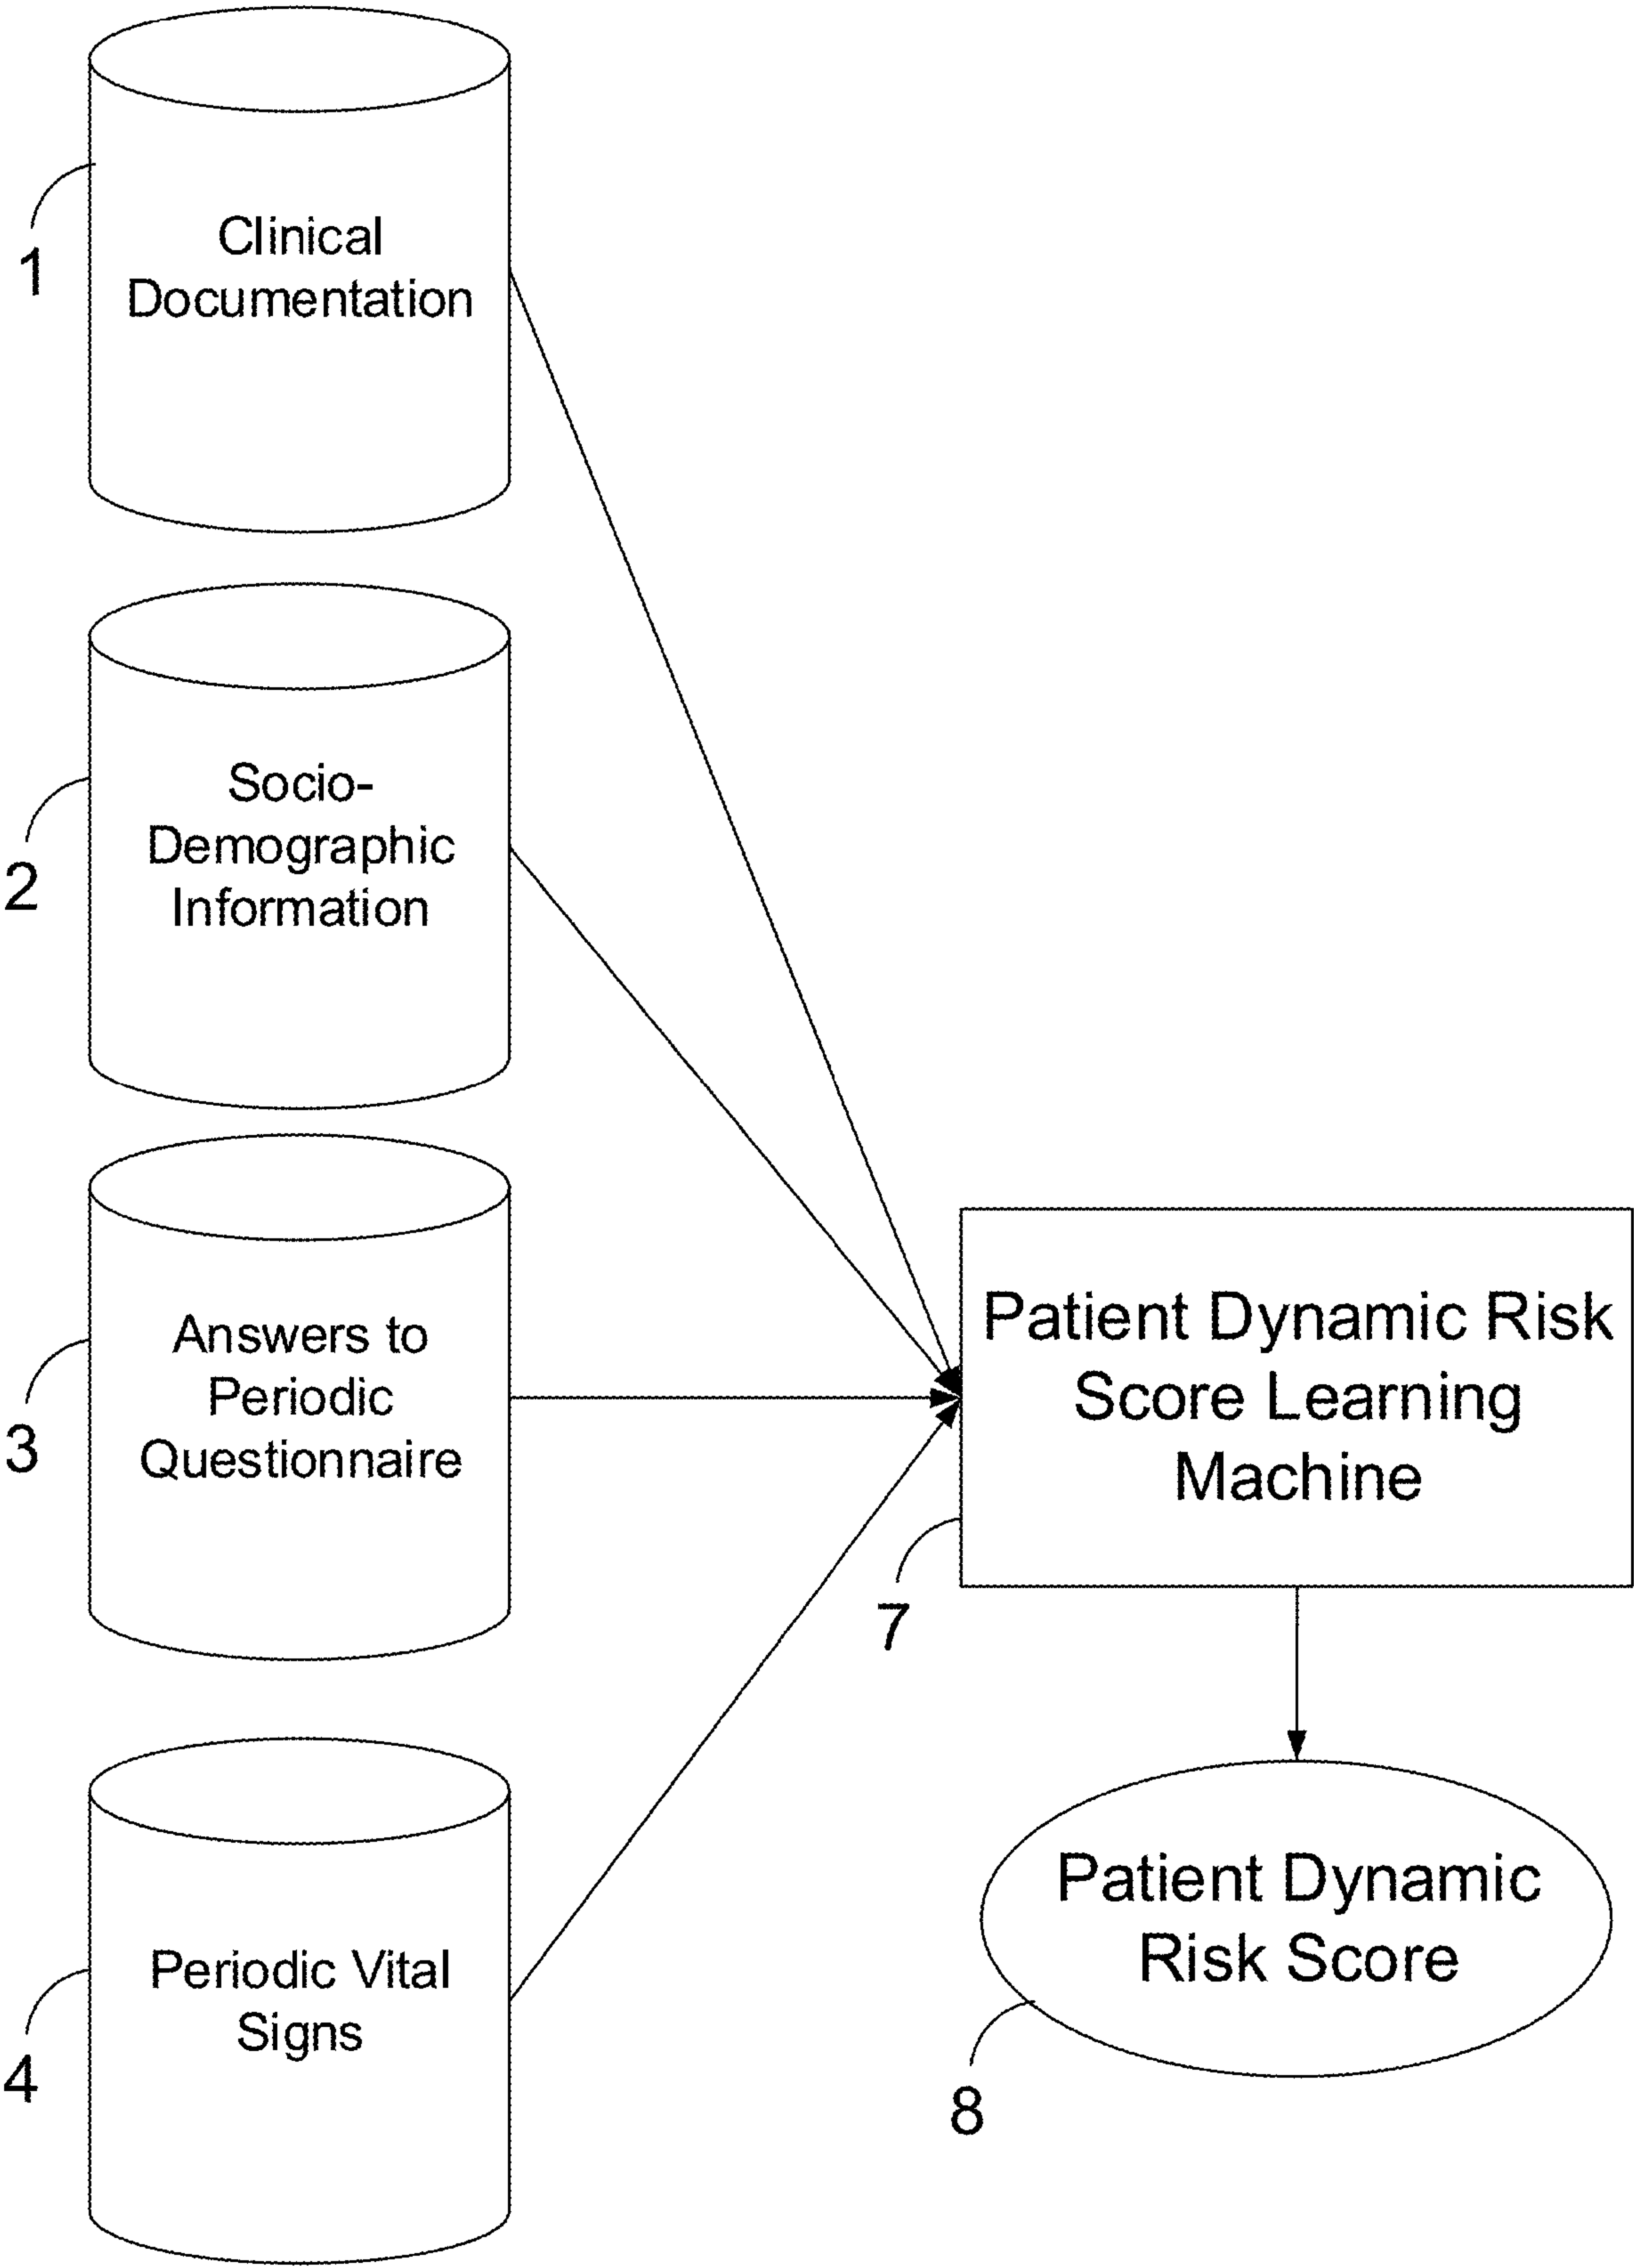 Clinical
Documentation
1
Socio-
Demographic
Information
2
Answers to
Periodic
Questionnaire
3
Periodic Vital
Signs
4
Patient Dynamic Risk
Score Learning
Machine
7
Patient Dynamic
Risk Score
8